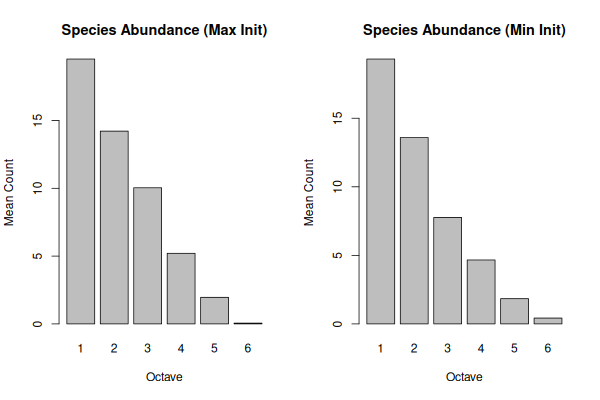 Species Abundance (Max Init)
Mean Count
15
10
5
0
1 2 3 4 5 6
Octave
Species Abundance (Min Init)
Mean Count
15
10
5
0
1 2 3 4 5 6
Octave